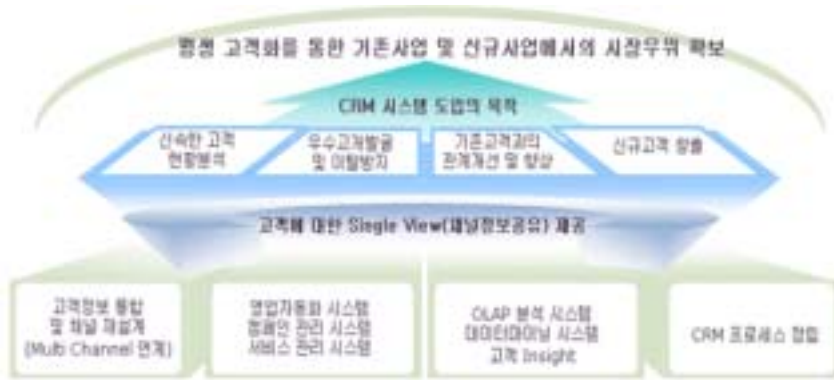 평생 고객화를 통한 기존사업 및 신규사업에서의 시장우위 확보
CRM 시스템 도입의 목적
신속한 고객
현황분석
우수고객발굴
및 이탈방지
기존고객과의
관계개선 및 향상
신규고객 창출
고객에 대한 Single View(채널정보공유) 제공
고객정보 통합
및 채널 재설계
(Multi Channel 연계)
영업자동화 시스템
캠페인 관리 시스템
서비스 관리 시스템
OLAP 분석 시스템
데이터마이닝 시스템
고객 Insight
CRM 프로세스 정립